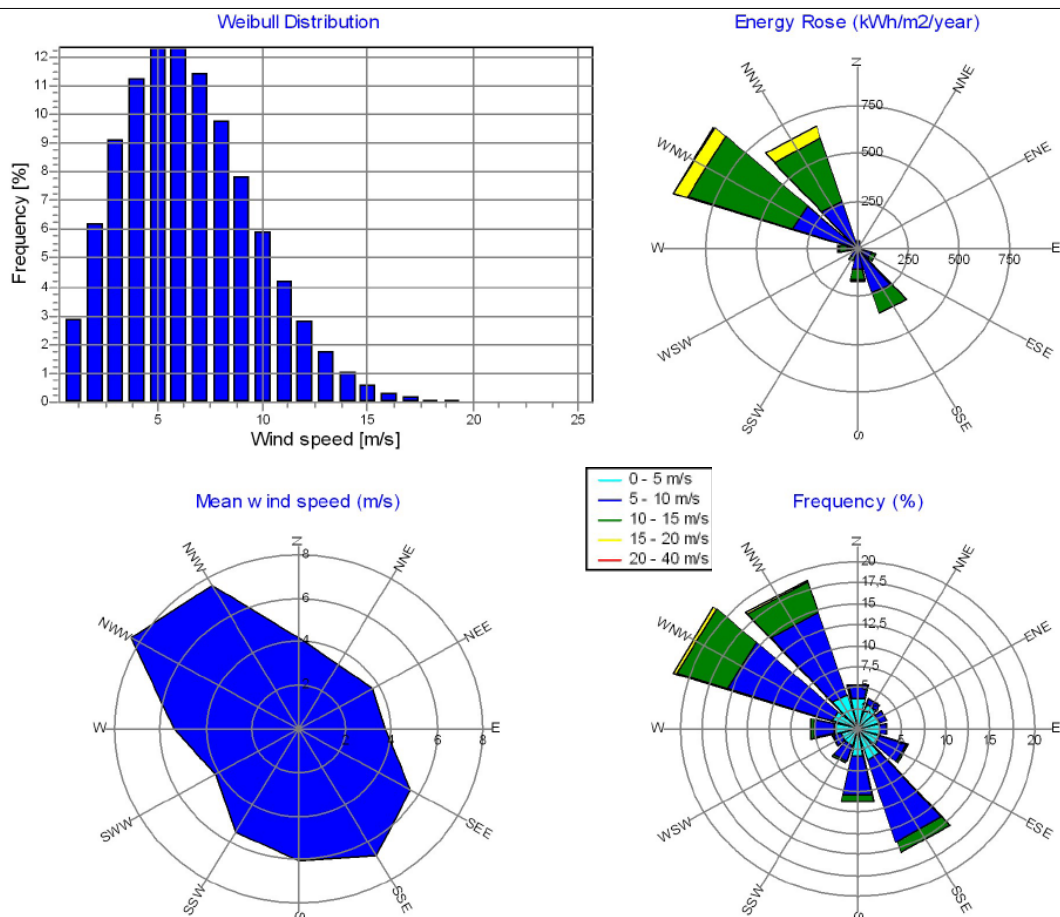 Weibull Distribution
12
11
10
9
8
7
6
5
4
3
2
1
0
Frequency [%]
5
10
15
20
25
Wind speed [m/s]
Energy Rose (kWh/m2/year)
N
NNE
ENE
E
ESE
SSE
S
SSW
WSW
W
WNW
NNW
750
500
250
250
500
750
Mean wind speed (m/s)
N
NNE
NEE
E
SEE
SSE
S
SSW
SWW
W
NWW
NNW
8
6
4
2
2
4
6
8
0 - 5 m/s
5 - 10 m/s
10 - 15 m/s
15 - 20 m/s
20 - 40 m/s
Frequency (%)
N
NNE
ENE
E
ESE
SSE
S
SSW
WSW
W
WNW
NNW
20
17,5
15
12,5
10
7,5
5
5
10
15
20